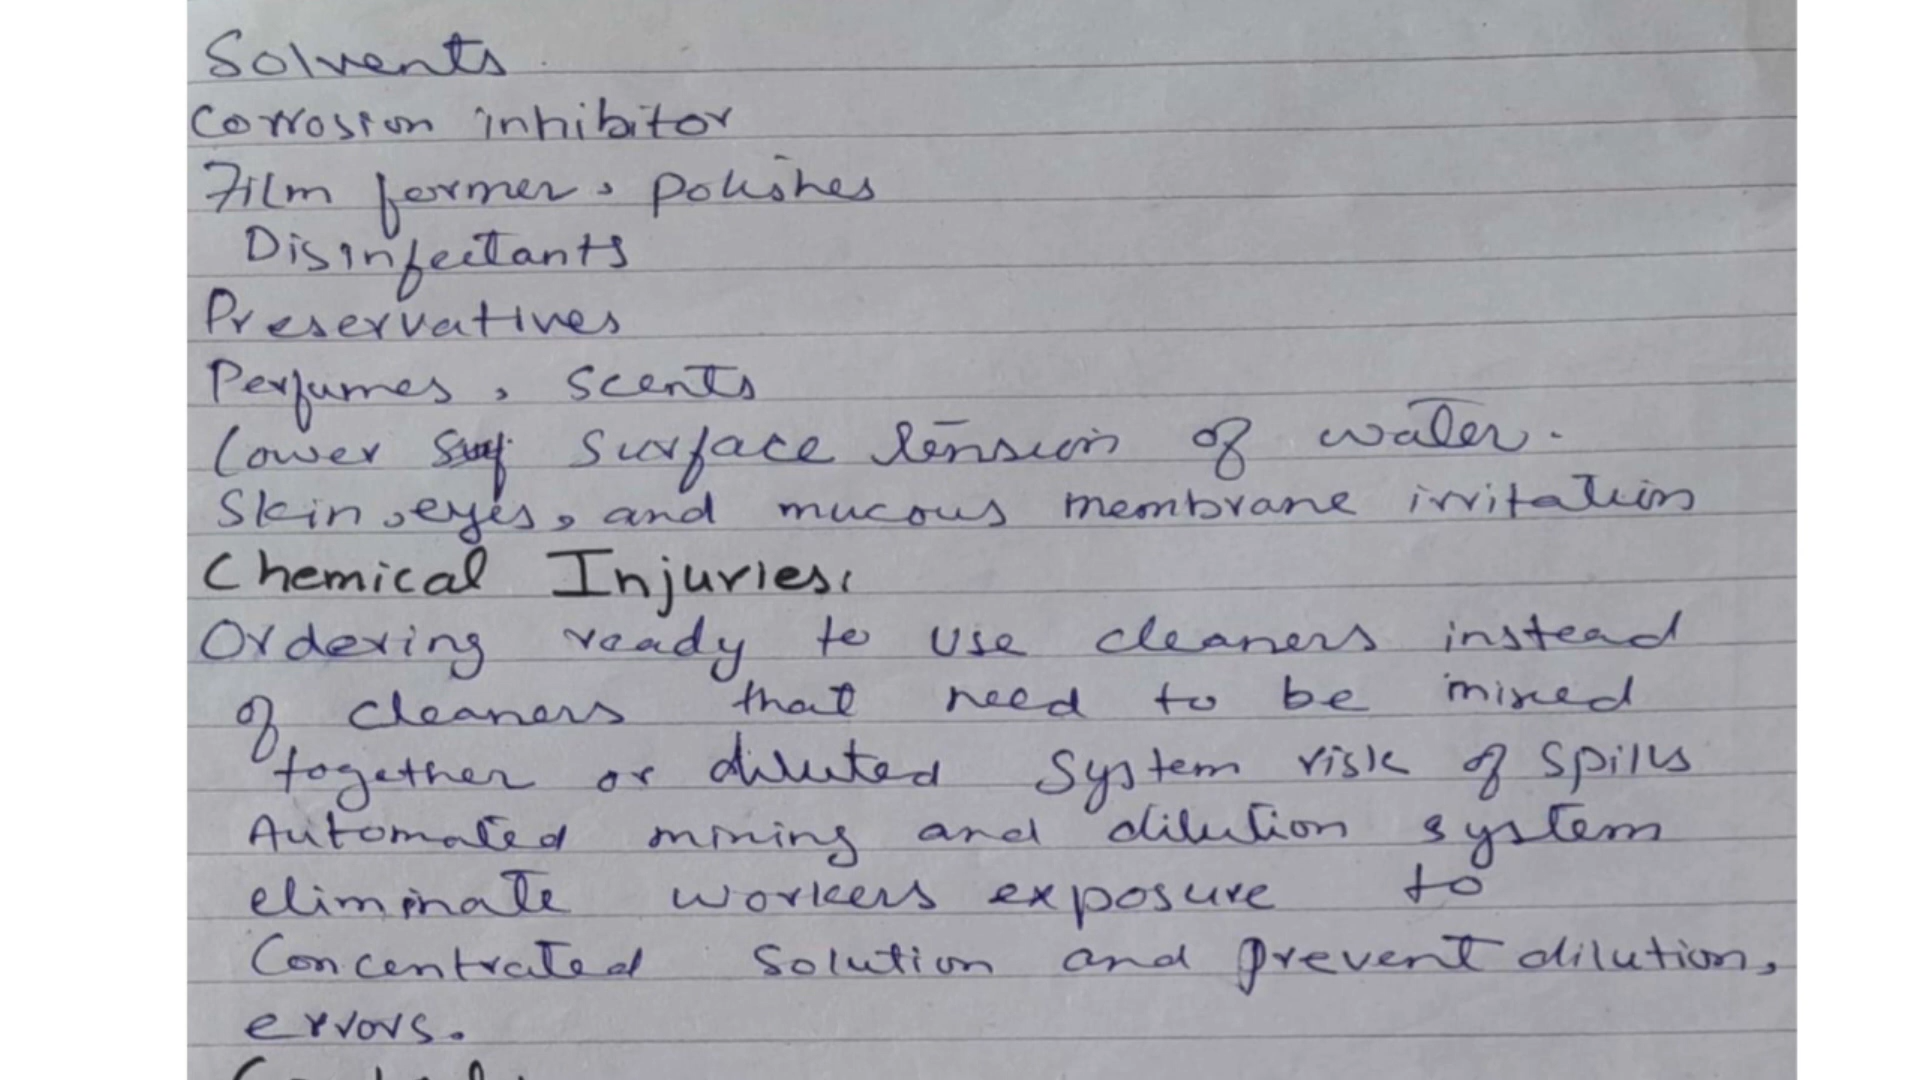 Solvents
Corrosion inhibitor
Film former, polishes
Disinfectants
Preservatives
Perfumes, scents
Lower surface tension of water.
Skin, eyes, and mucous membrane irritation
Chemical Injuries:
Ordering ready to use cleaners instead
of cleaners that need to be mixed
together or diluted system risk of spills
Automated mixing and dilution system
eliminate workers exposure to
Concentrated solution and prevent dilution,
errors.